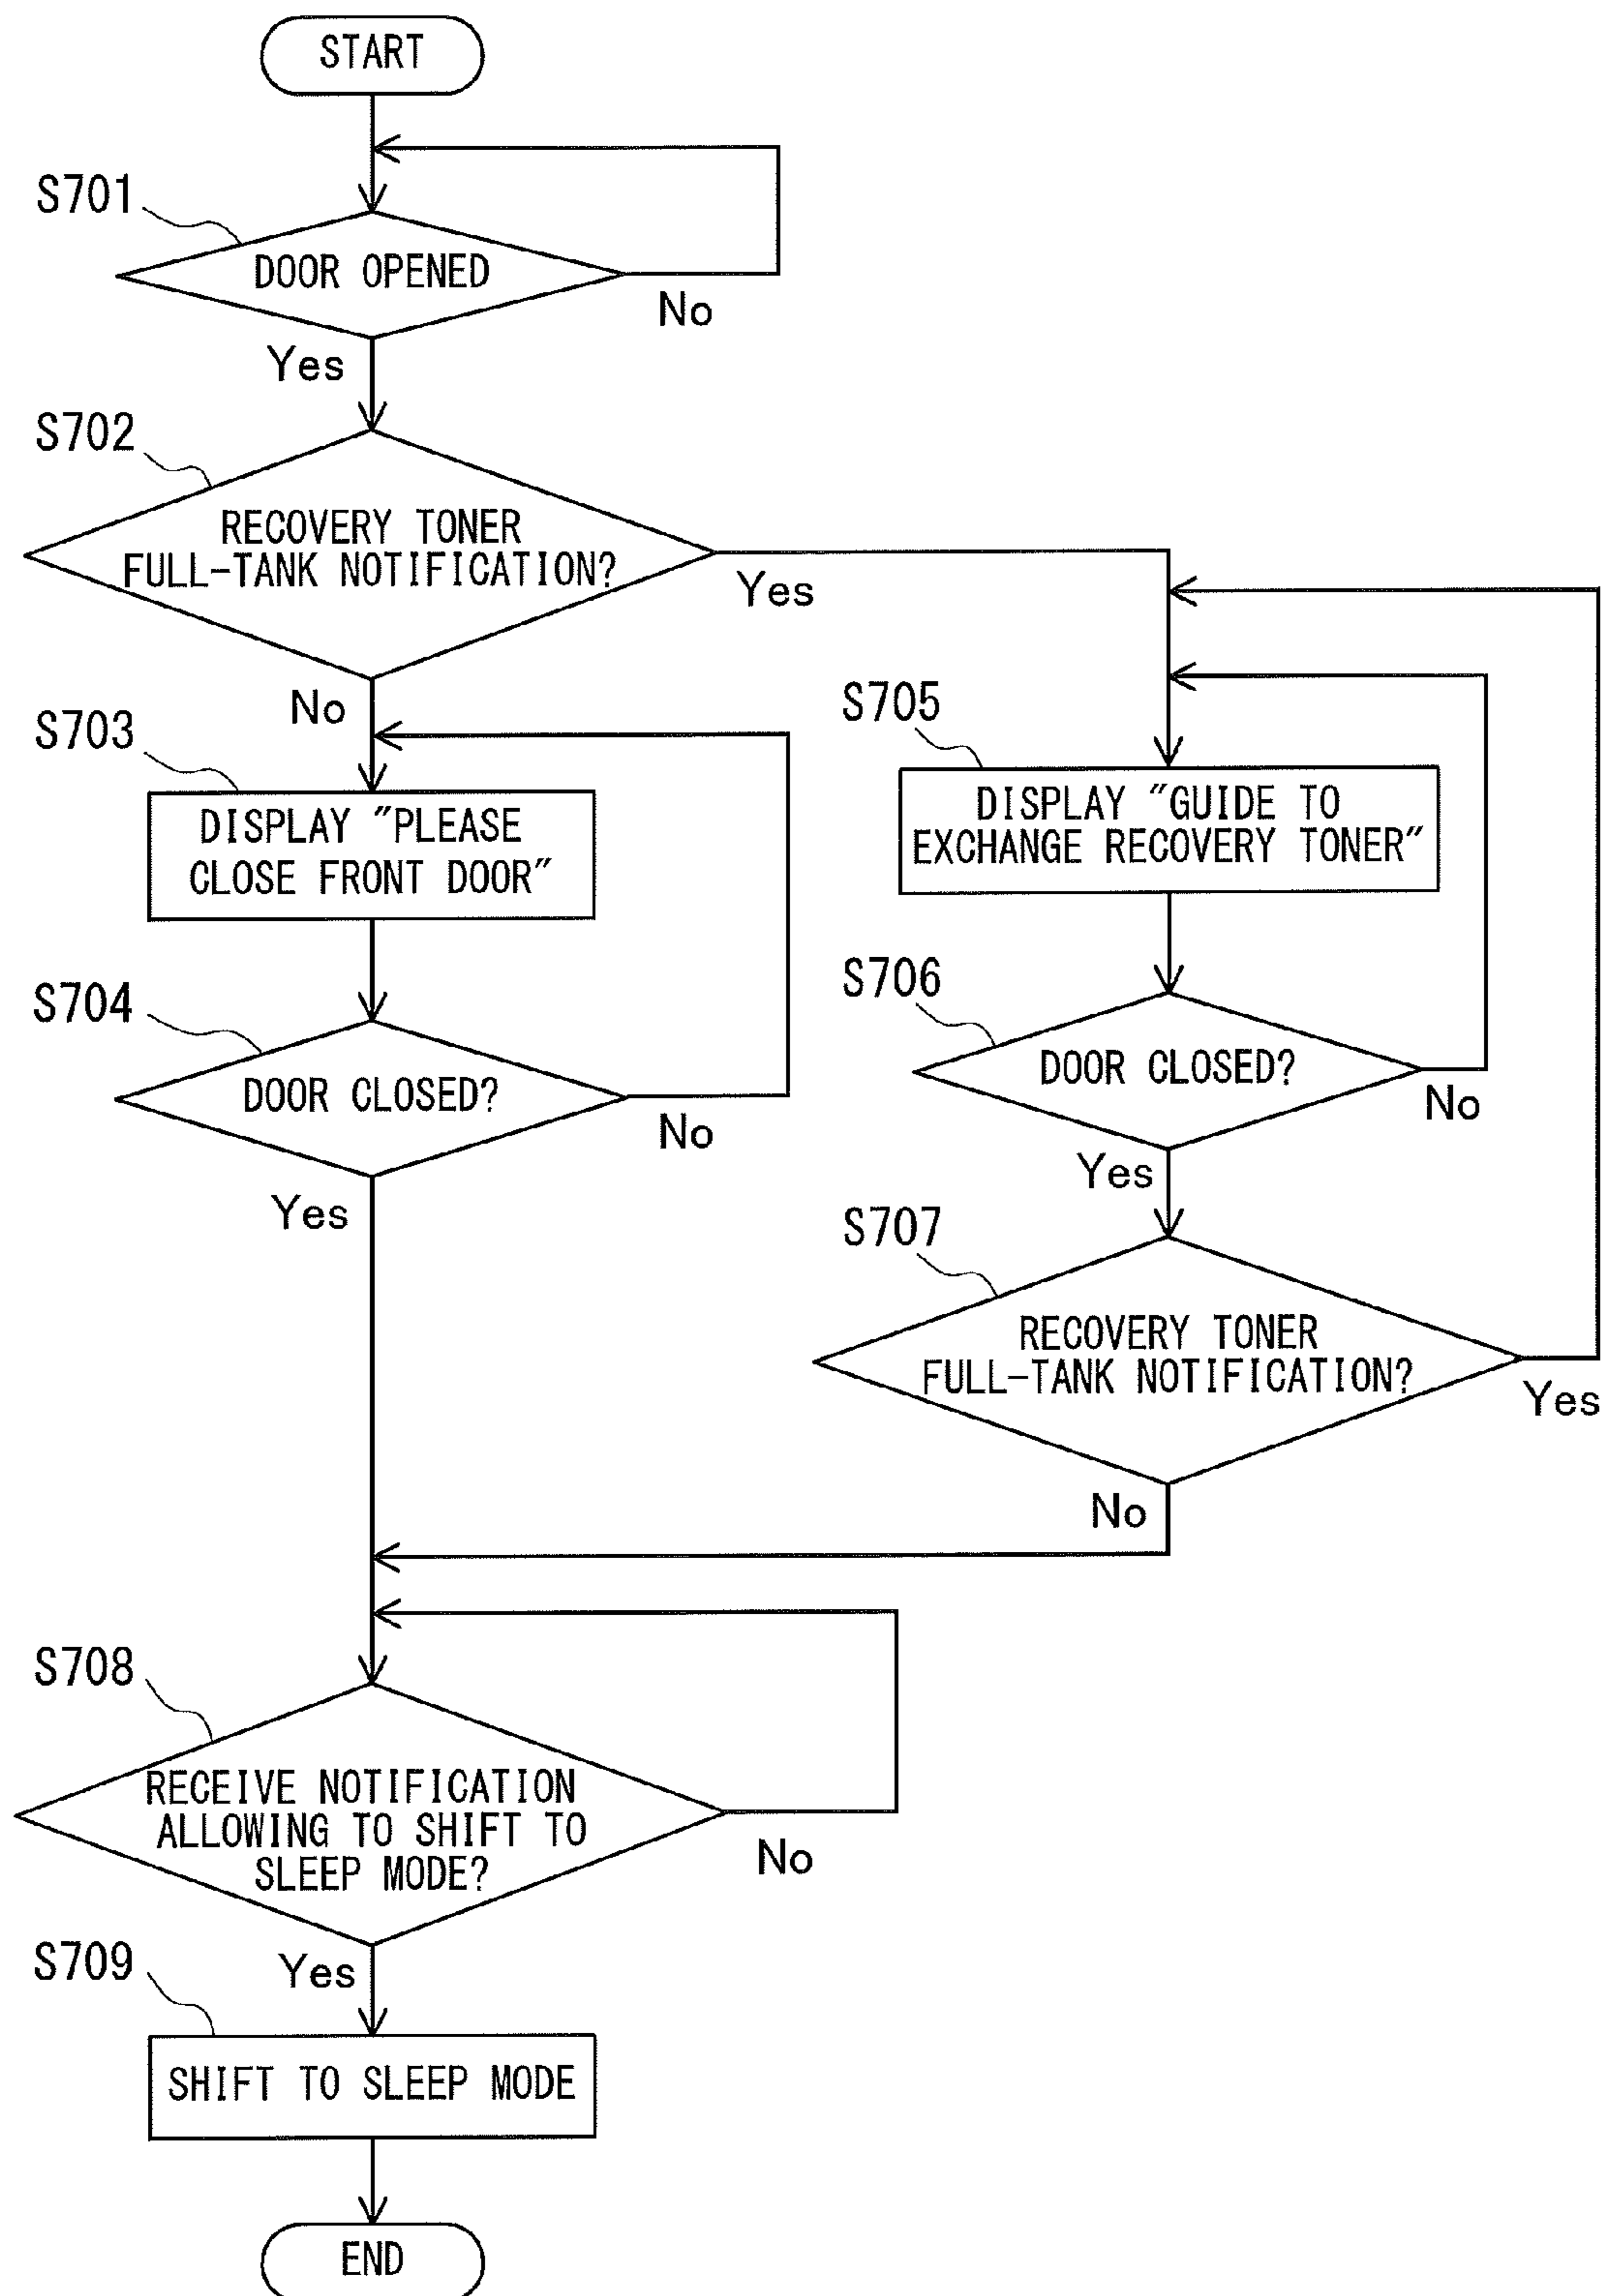 START
S701
DOOR OPENED
No
Yes
S702
RECOVERY TONER
FULL-TANK NOTIFICATION?
Yes
No
S703
DISPLAY "PLEASE
CLOSE FRONT DOOR"
S704
DOOR CLOSED?
No
Yes
S705
DISPLAY "GUIDE TO
EXCHANGE RECOVERY TONER"
S706
DOOR CLOSED?
No
Yes
S707
RECOVERY TONER
FULL-TANK NOTIFICATION?
Yes
No
S708
RECEIVE NOTIFICATION
ALLOWING TO SHIFT TO
SLEEP MODE?
No
Yes
S709
SHIFT TO SLEEP MODE
END